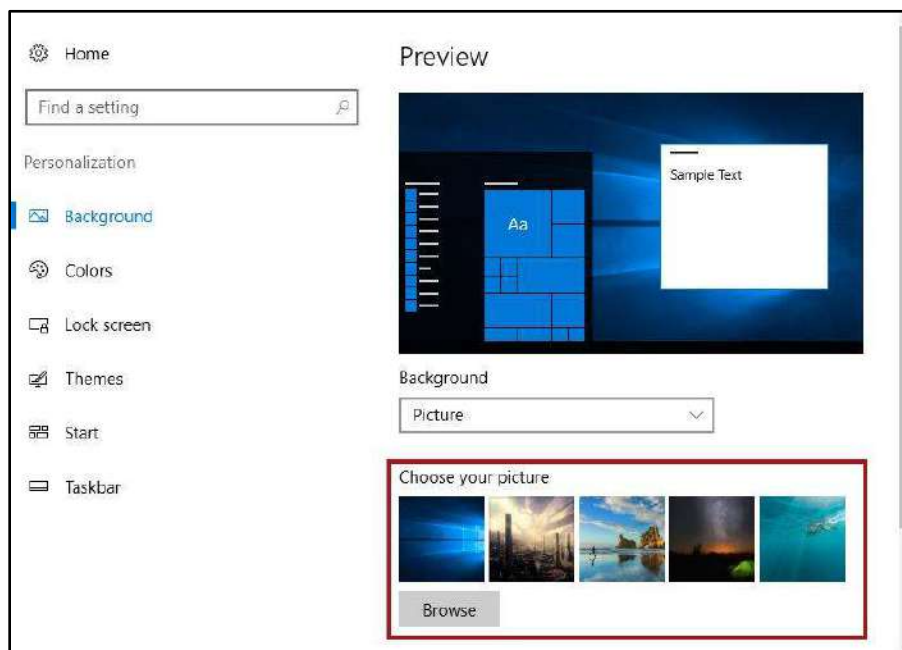 Home
Find a setting
Personalization
Background
Colors
Lock screen
Themes
Start
Taskbar
Preview
Aa
Sample Text
Background
Picture
Choose your picture
Browse